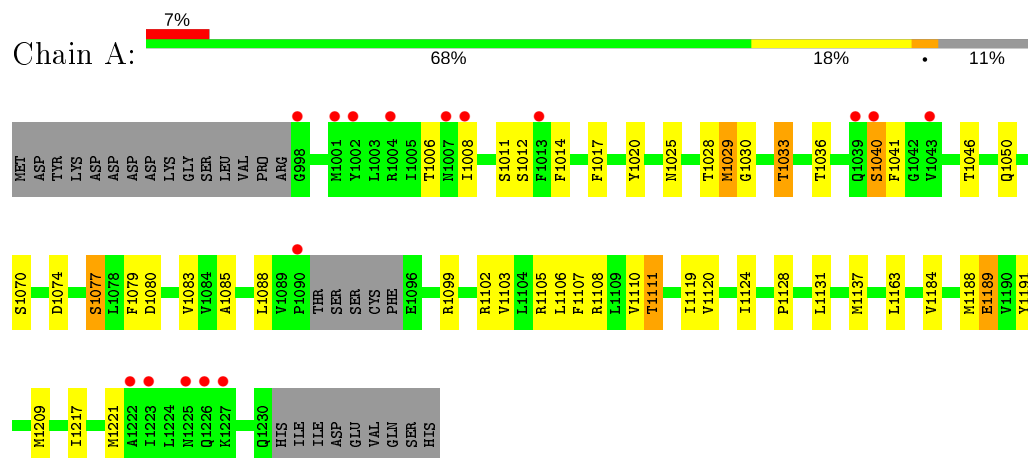 7%
Chain A:
68% 18% • 11%
MET ASP TYR LYS ASP ASP ASP ASP LYS GLY SER LEU VAL PRO ARG G998 M1001 Y1002 L1003 R1004 I1005 T1006 N1007 I1008 S1011 S1012 F1013 F1014 F1017 Y1020 N1025 T1028 M1029 G1030 T1033 T1036 Q1039 S1040 F1041 G1042 V1043 T1046 Q1050
S1070 D1074 S1077 L1078 F1079 D1080 V1083 V1084 A1085 L1088 V1089 P1090 THR SER SER CYS PHE E1096 R1099 R1102 V1103 L1104 R1105 L1106 F1107 R1108 L1109 V1110 T1111 I1119 V1120 I1124 P1128 L1131 M1137 L1163 V1184 M1188 E1189 V1190 Y1191
M1209 I1217 M1221 A1222 I1223 L1224 N1225 Q1226 K1227 Q1230 HIS ILE ILE ASP GLU VAL GLN SER HIS